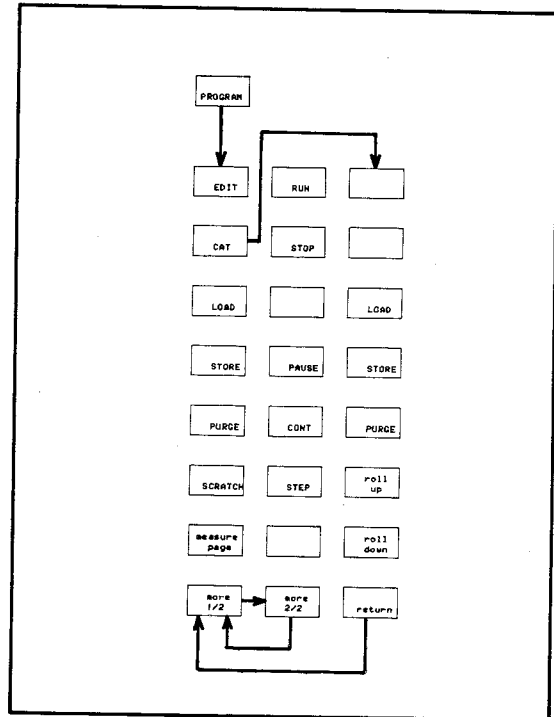 PROGRAM
EDIT
RUN
CAT
STOP
LOAD
LOAD
STORE
PAUSE
STORE
PURGE
CONT
PURGE
SCRATCH
STEP
roll
up
measure
page
roll
down
more
1/2
more
2/2
return